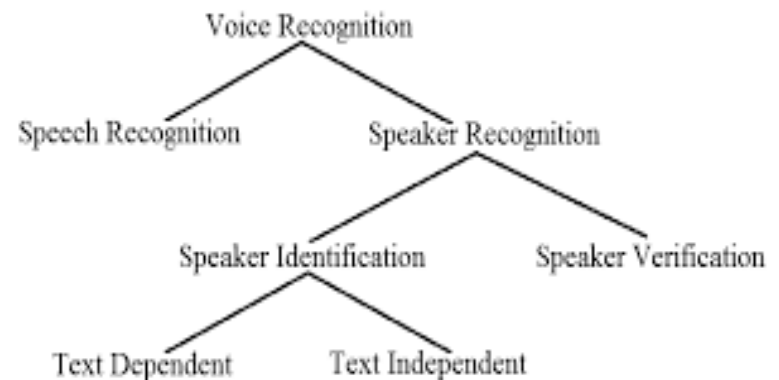 Voice Recognition
Speech Recognition
Speaker Recognition
Speaker Identification
Speaker Verification
Text Dependent
Text Independent